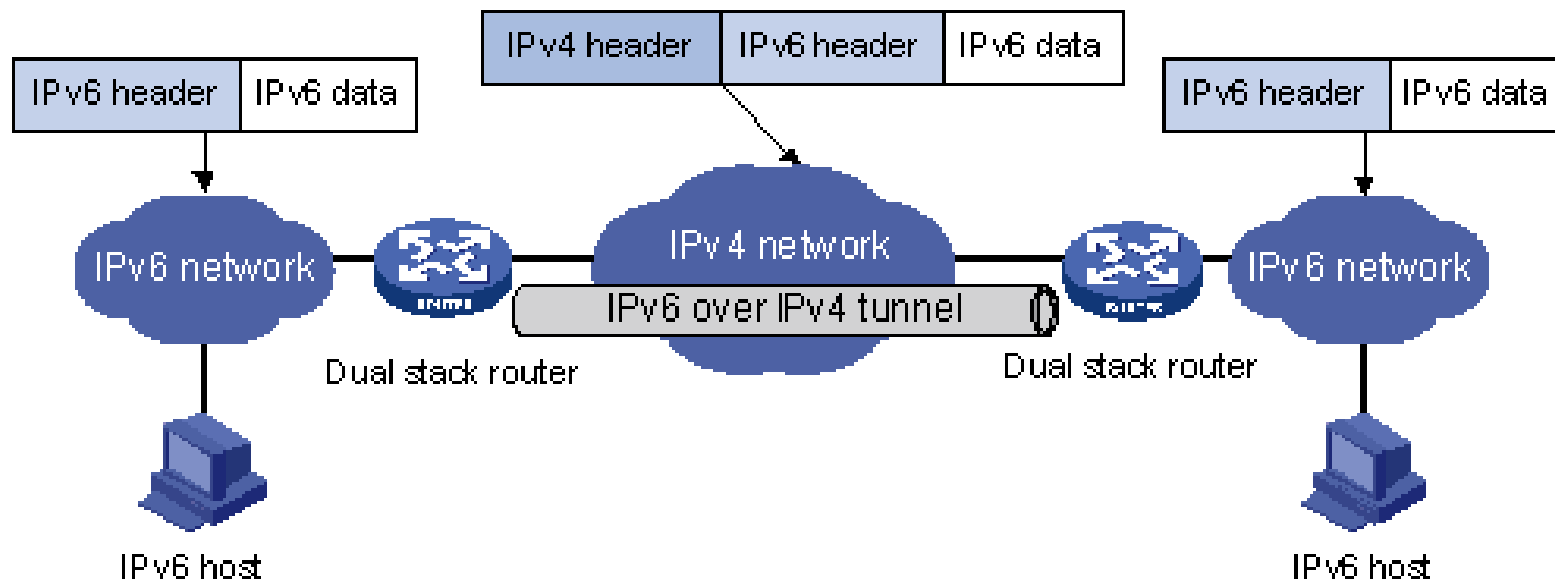 IPv4 header IPv6 header IPv6 data
IPv6 header IPv6 data
IPv6 header IPv6 data
IPv6 network
IPv4 network
IPv6 network
IPv6 over IPv4 tunnel
Dual stack router
Dual stack router
IPv6 host
IPv6 host